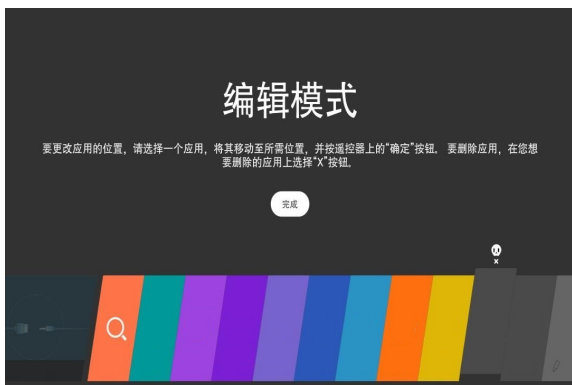 编辑模式
要更改应用的位置，请选择一个应用，将其移动至所需位置，并按遥控器上的“确定”按钮。 要删除应用，在您想
要删除的应用上选择“X”按钮。
完成